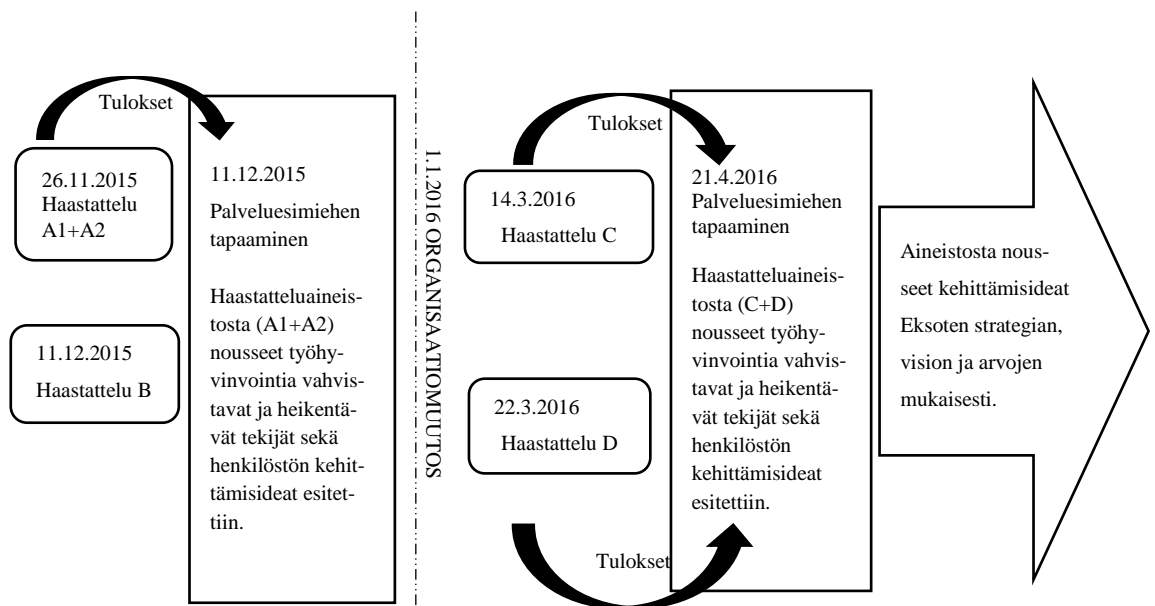 Tulokset
26.11.2015
Haastattelu
A1+A2
11.12.2015
Haastattelu B
11.12.2015
Palveluesimiehen
tapaaminen
Haastatteluaineis-
tosta (A1+A2)
nousseet työhy-
vinvointia vahvis-
tavat ja heikentä-
vät tekijät sekä
henkilöstön kehit-
tämisideat esitet-
tiin.
1.1.2016 ORGANISAATIOMUUTOS
Tulokset
14.3.2016
Haastattelu C
22.3.2016
Haastattelu D
Tulokset
21.4.2016
Palveluesimiehen
tapaaminen
Haastatteluaineis-
tosta (C+D)
nousseet työhy-
vinvointia vahvis-
tavat ja heikentä-
vät tekijät sekä
henkilöstön
kehittämisideat
esitettiin.
Aineistosta nous-
seet kehittämisideat
Eksoten strategian,
vision ja arvojen
mukaisesti.